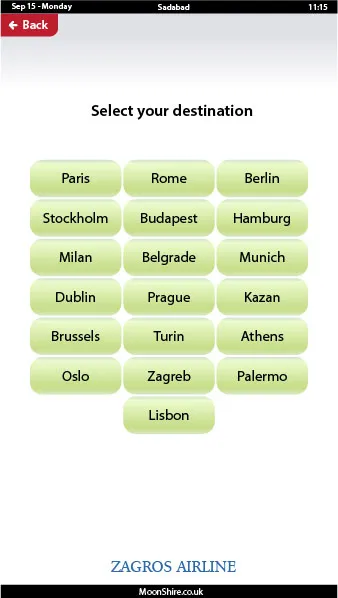 Sep 15 - Monday Sadabad 11:15
← Back
Select your destination
Paris Rome Berlin
Stockholm Budapest Hamburg
Milan Belgrade Munich
Dublin Prague Kazan
Brussels Turin Athens
Oslo Zagreb Palermo
Lisbon
ZAGROS AIRLINE
MoonShire.co.uk